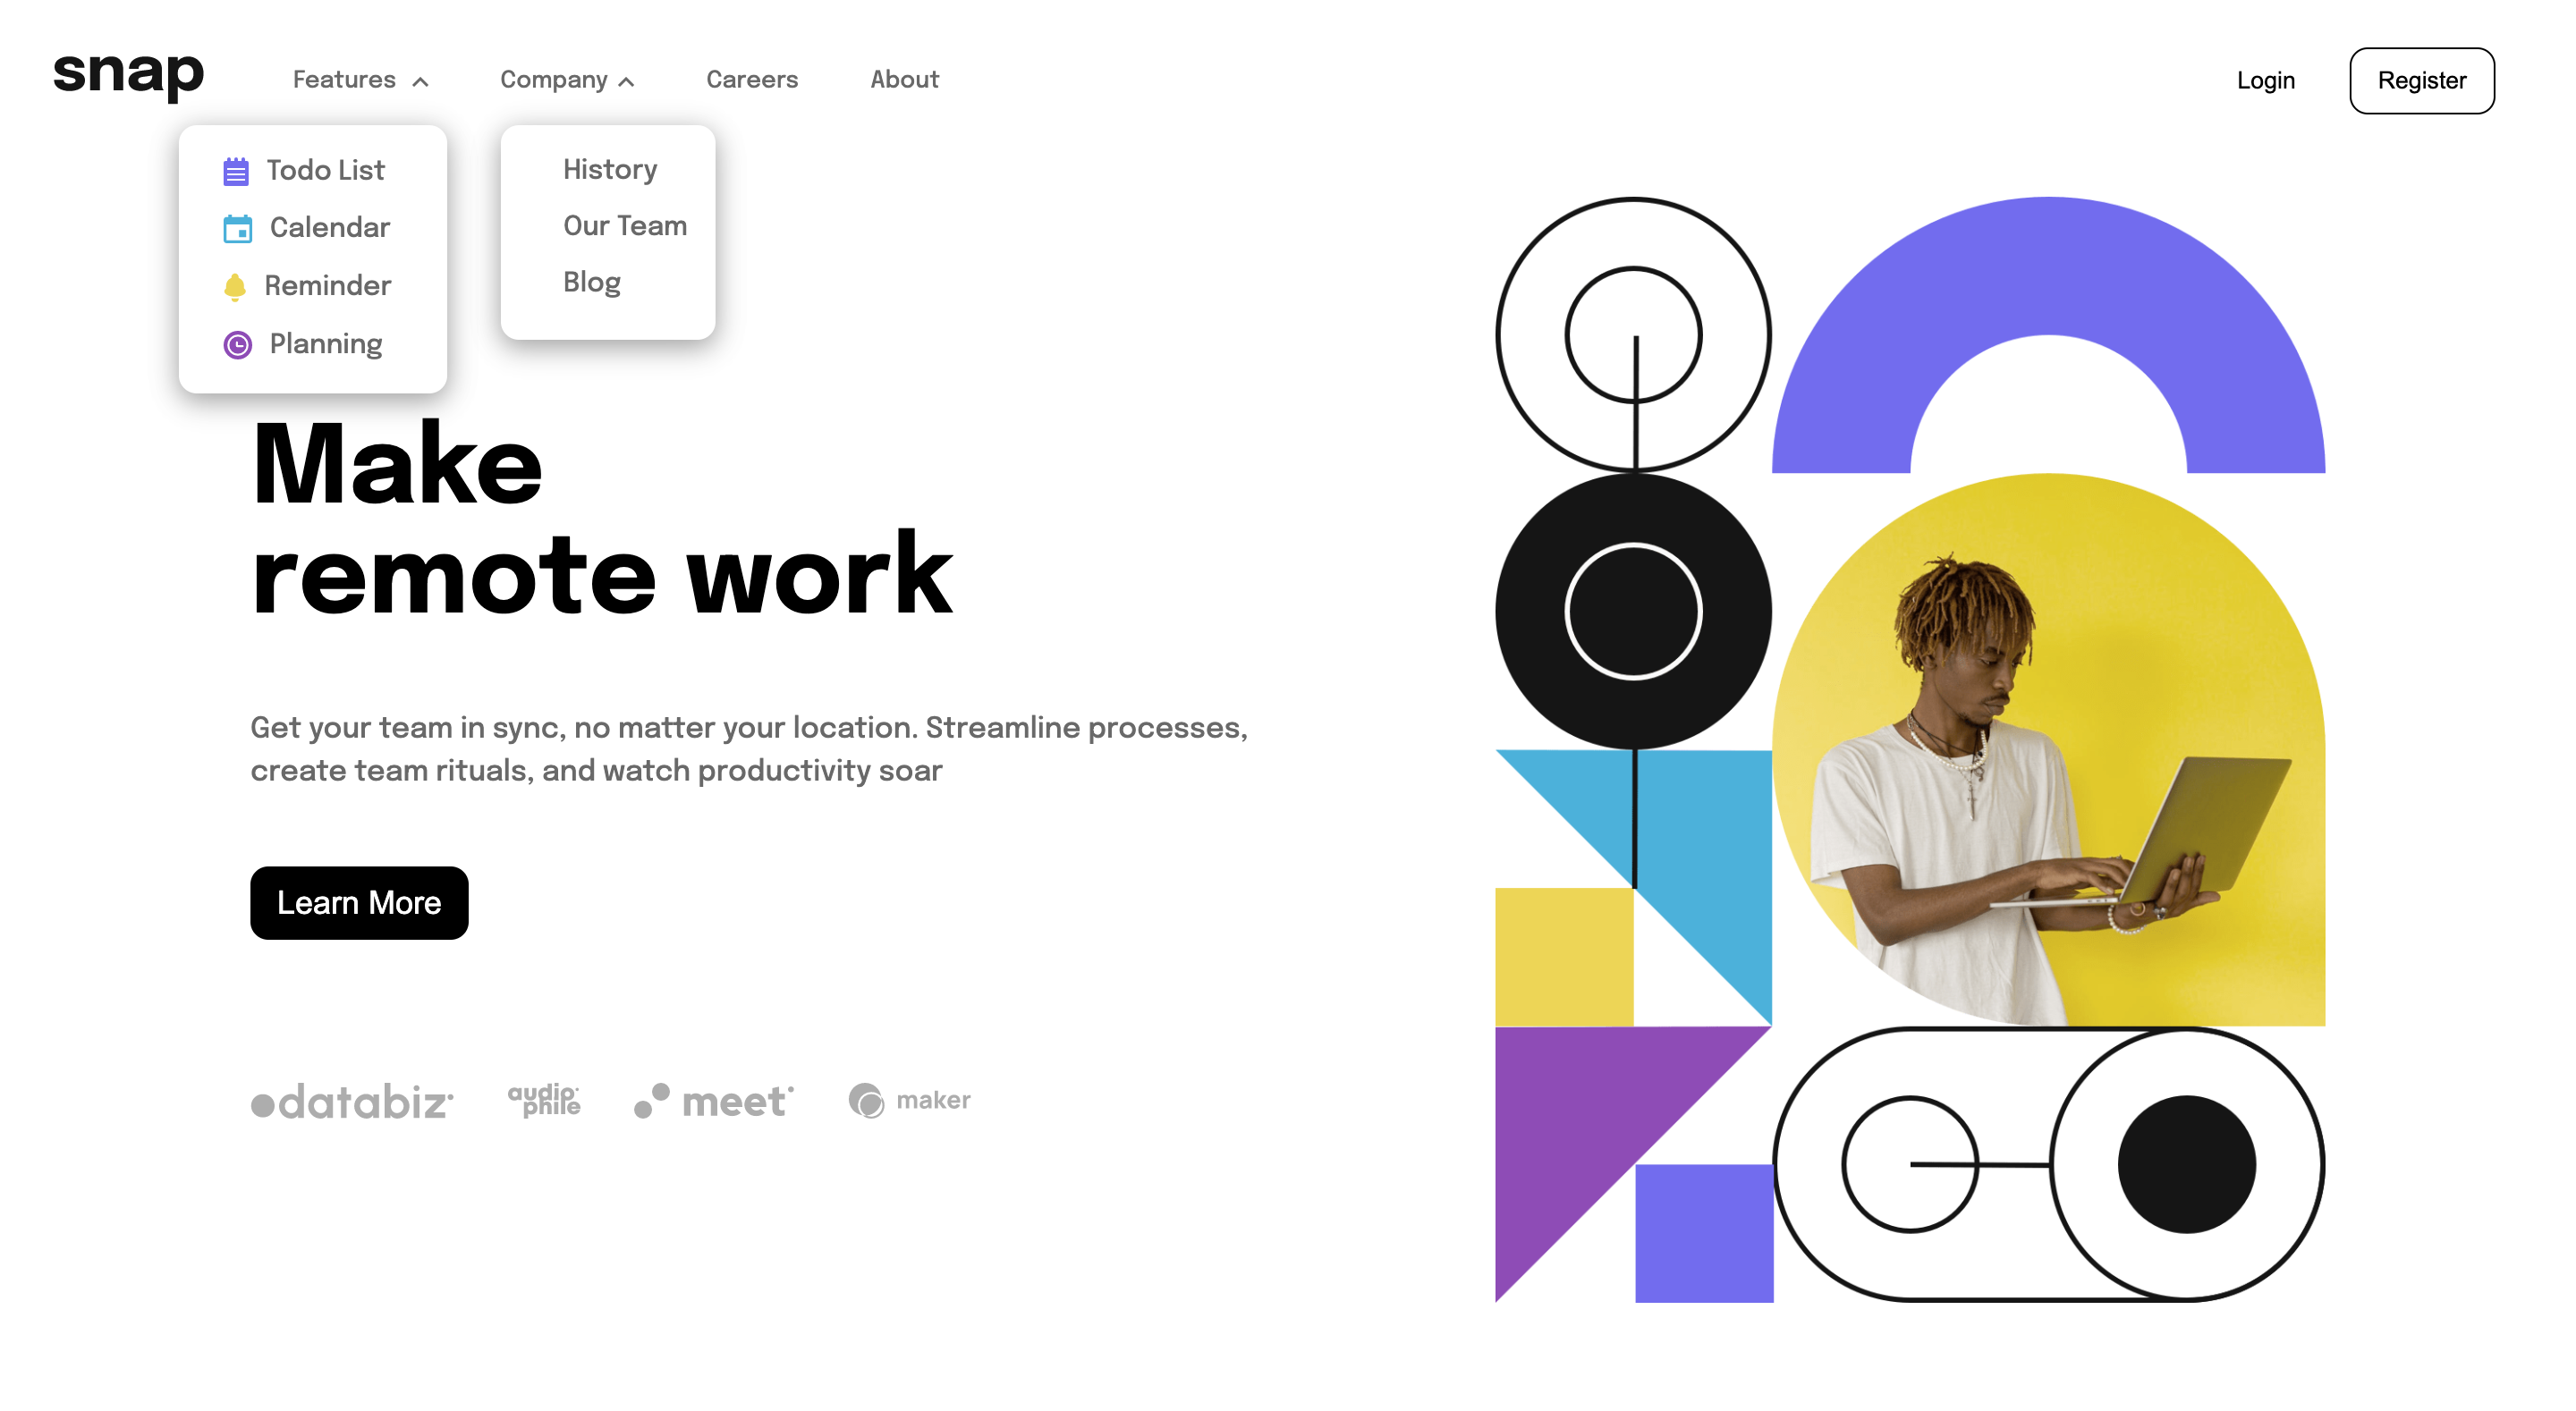 snap
Features
Company
Careers
About
Login
Register
Todo List
Calendar
Reminder
Planning
History
Our Team
Blog
Make
remote work
Get your team in sync, no matter your location. Streamline processes,
create team rituals, and watch productivity soar
Learn More
databiz
audio
phile
meet
maker